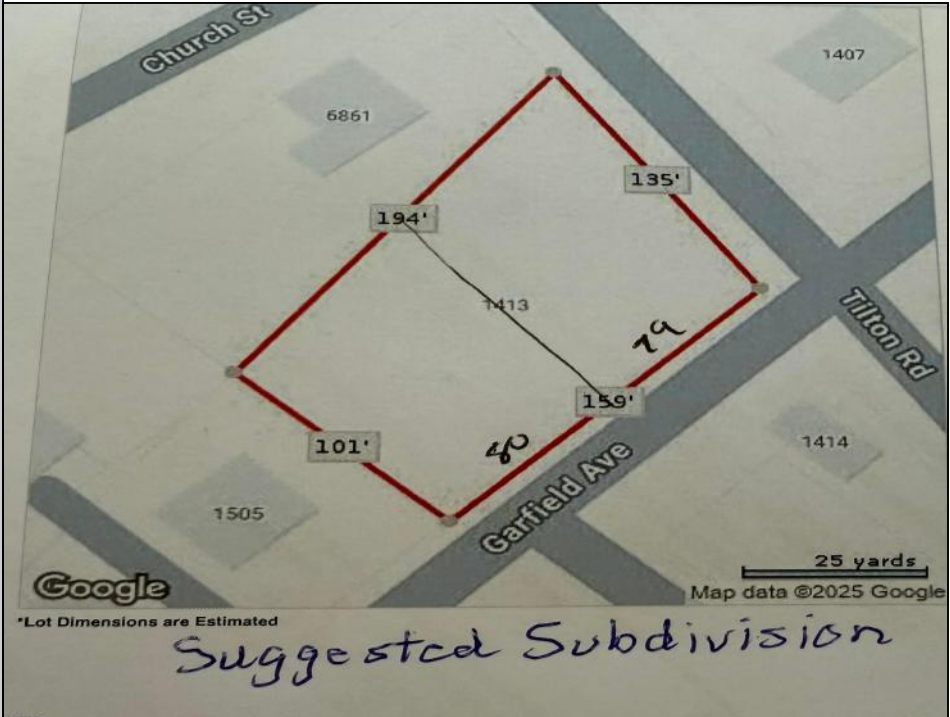 Church St
1407
6861
135'
194'
1413
79
Tilton Rd
159'
101'
80
1414
Garfield Ave
1505
25 yards
Google
Map data ©2025 Google
*Lot Dimensions are Estimated
Suggested Subdivision